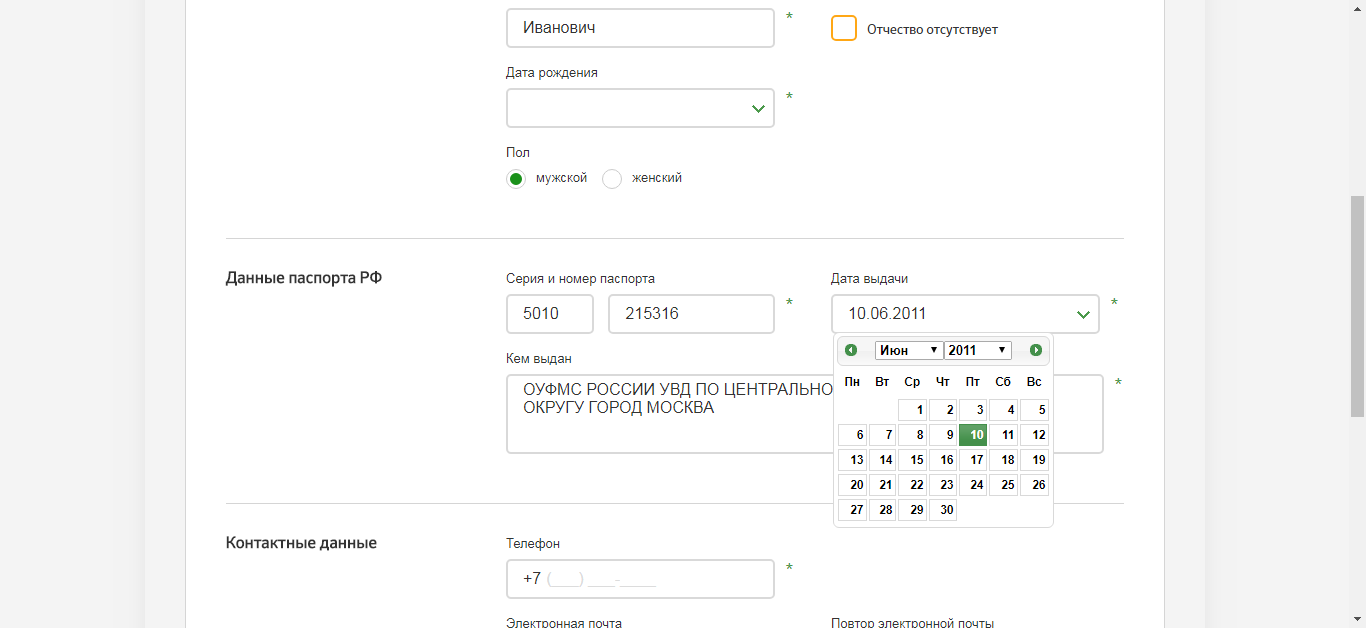 Иванович *
Отчество отсутствует
Дата рождения
*
Пол
мужской женский
Данные паспорта РФ
Серия и номер паспорта
5010 215316 *
Дата выдачи
10.06.2011 *
Июн 2011
Пн Вт Ср Чт Пт Сб Вс
1 2 3 4 5
6 7 8 9 10 11 12
13 14 15 16 17 18 19
20 21 22 23 24 25 26
27 28 29 30
Кем выдан
ОУФМС РОССИИ УВД ПО ЦЕНТРАЛЬНО
ОКРУГУ ГОРОД МОСКВА
*
Контактные данные
Телефон
+7 (___) ___-____ *
Электронная почта
Повтор электронной почты